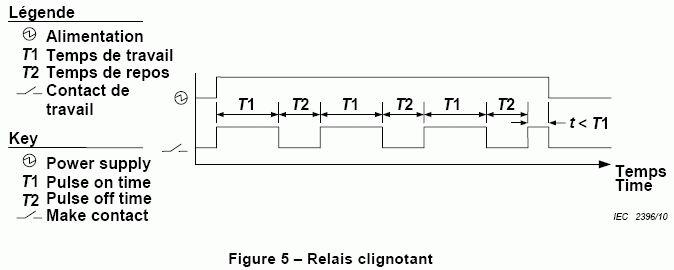 Légende
Alimentation
T1 Temps de travail
T2 Temps de repos
Contact de
travail
Key
Power supply
T1 Pulse on time
T2 Pulse off time
Make contact
T1 T2 T1 T2 T1 T2
t < T1
Temps
Time
IEC 2396/10
Figure 5 – Relais clignotant